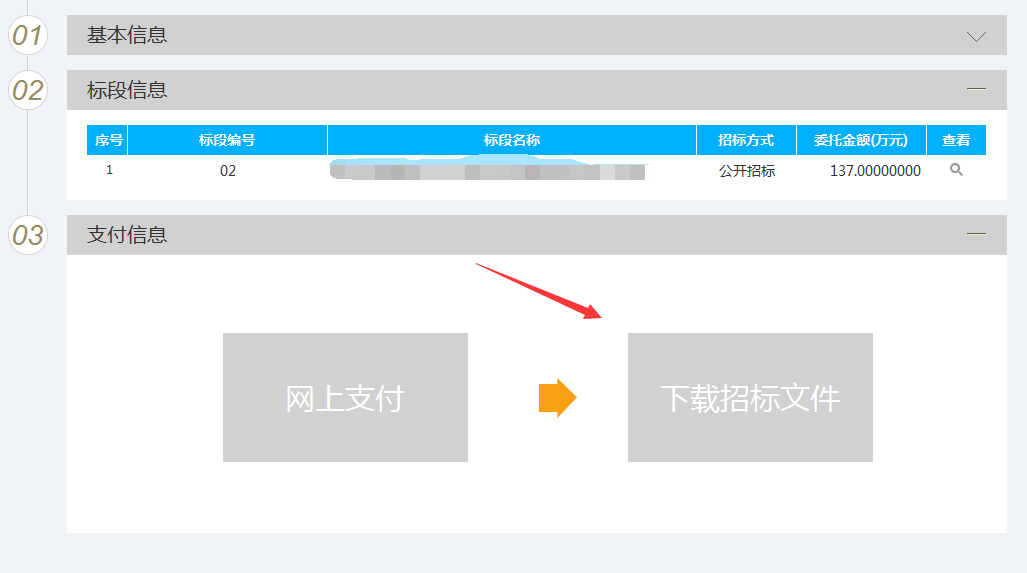 01 基本信息
02 标段信息
序号 标段编号 标段名称 招标方式 委托金额(万元) 查看
1 02 公开招标 137.00000000
03 支付信息
网上支付 下载招标文件